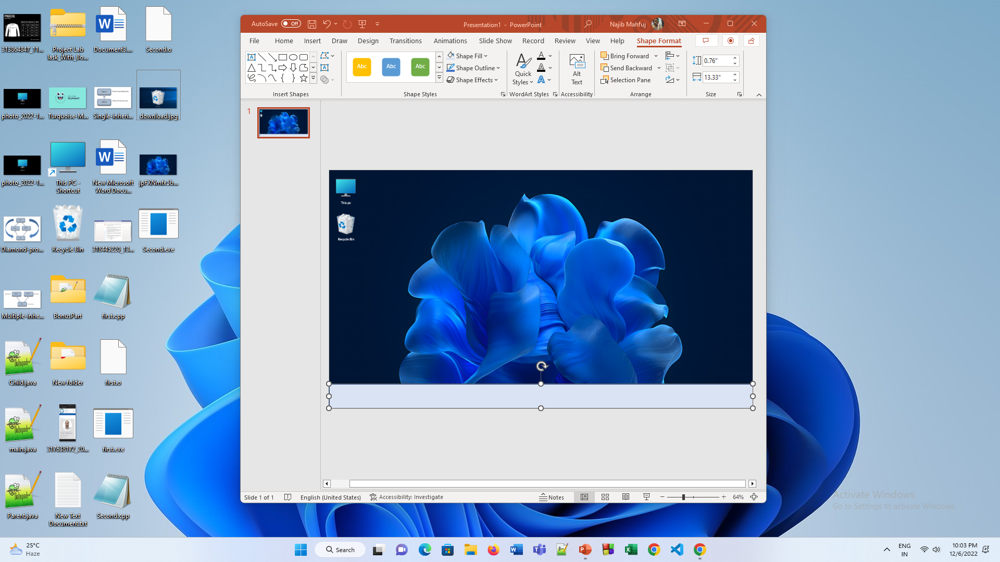 AutoSave Off
Presentation1 - PowerPoint
Najib Mahfuj
File Home Insert Draw Design Transitions Animations Slide Show Record Review View Help Shape Format
Abc Abc Abc
Shape Fill
Shape Outline
Shape Effects
Quick
Styles
Alt
Text
Bring Forward
Send Backward
Selection Pane
0.76"
13.33"
Insert Shapes Shape Styles WordArt Styles Accessibility Arrange Size
1
This pc
Recycle Bin
Slide 1 of 1 English (United States) Accessibility: Investigate Notes 64%
313864847_11...
Project Lab
Iask_With_Bo...
Document3....
Second.o
photo_2022-1...
Turquoise-M...
Single-inheri...
download.jpg
photo_2022-1...
This PC -
Shortcut
New Microsoft
Word Docu...
jpFXNmfx5b...
Diamond-pro...
Recycle Bin
318445220_13...
Second.exe
Multiple-inhe...
BonusPart
first.cpp
Child.java
New folder
first.o
main.java
317638172_20...
first.exe
Parent.java
New Text
Document.txt
Second.cpp
Activate Windows
Go to Settings to activate Windows.
25°C
Haze
Search
ENG
IN
10:03 PM
12/6/2022